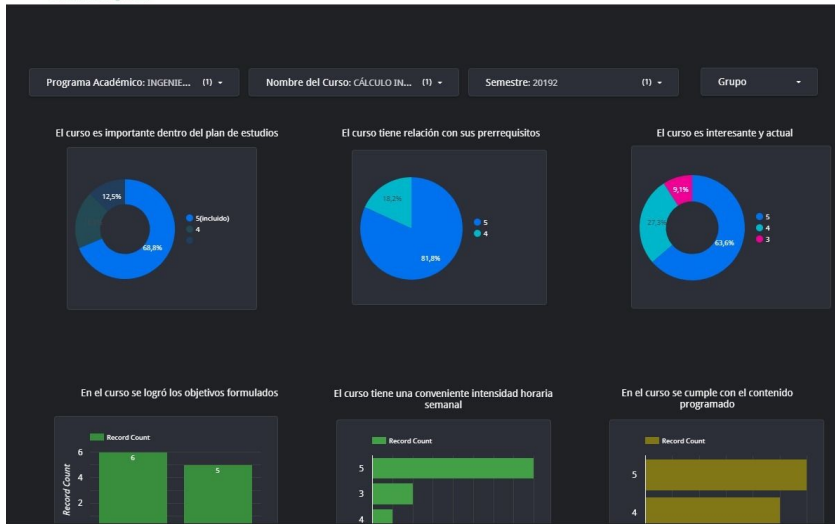 Programa Académico: INGENIE... (1)
Nombre del Curso: CÁLCULO IN... (1)
Semestre: 20192 (1)
Grupo
El curso es importante dentro del plan de estudios
12,5%
68,8%
5(incluido)
4
El curso tiene relación con sus prerrequisitos
18,2%
81,8%
5
4
El curso es interesante y actual
9,1%
27,3%
63,6%
5
4
3
En el curso se logró los objetivos formulados
Record Count
Record Count
6
4
2
6
5
El curso tiene una conveniente intensidad horaria
semanal
Record Count
5
3
4
En el curso se cumple con el contenido
programado
Record Count
5
4